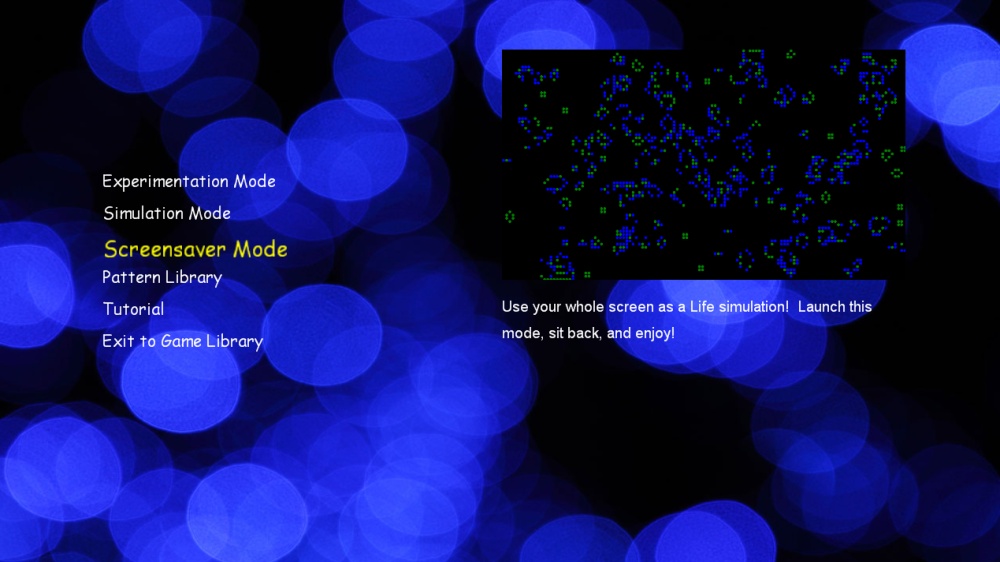 Experimentation Mode
Simulation Mode
Screensaver Mode
Pattern Library
Tutorial
Exit to Game Library
Use your whole screen as a Life simulation!  Launch this
mode, sit back, and enjoy!